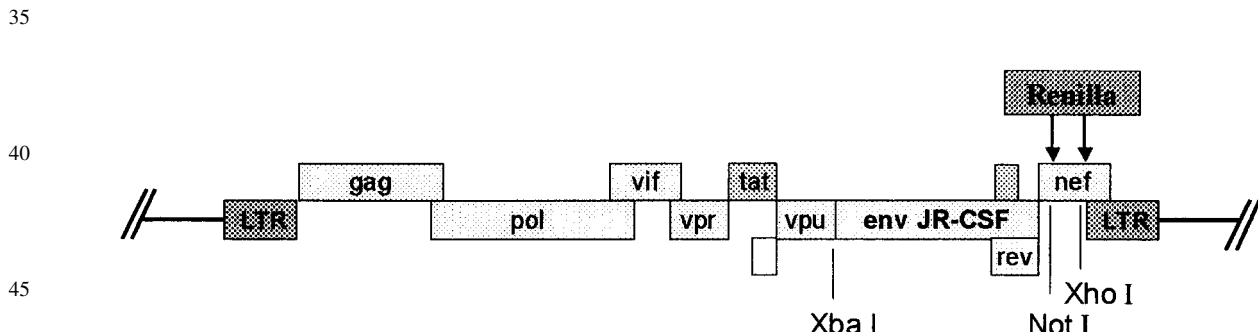 35
Renilla
40
gag vif tat nef
LTR pol vpr vpu env JR-CSF LTR
rev
45
Xho I
Xba I Not I